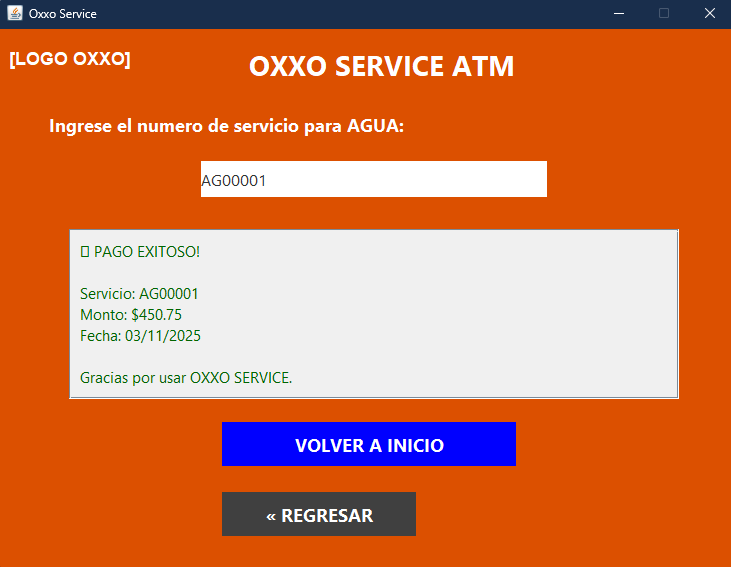 Oxxo Service
[LOGO OXXO]
OXXO SERVICE ATM
Ingrese el numero de servicio para AGUA:
AG00001
▯ PAGO EXITOSO!
Servicio: AG00001
Monto: $450.75
Fecha: 03/11/2025
Gracias por usar OXXO SERVICE.
VOLVER A INICIO
« REGRESAR